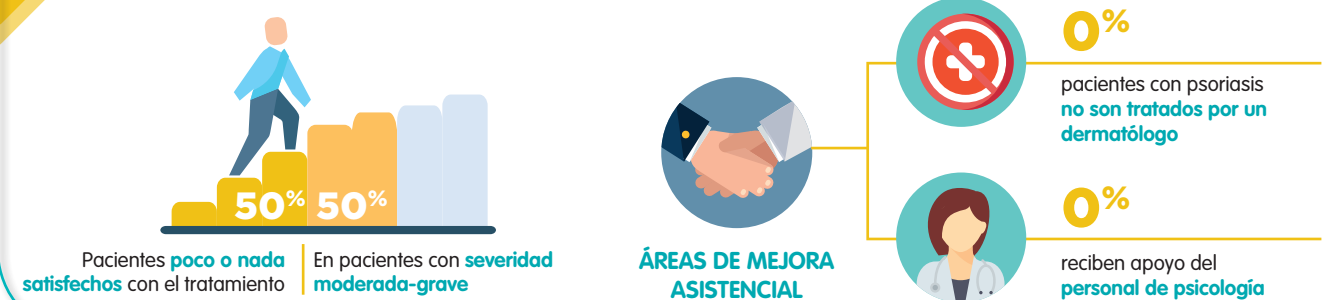 50% 50%
Pacientes poco o nada
satisfechos con el tratamiento
En pacientes con severidad
moderada-grave
ÁREAS DE MEJORA
ASISTENCIAL
0%
pacientes con psoriasis
no son tratados por un
dermatólogo
0%
reciben apoyo del
personal de psicología